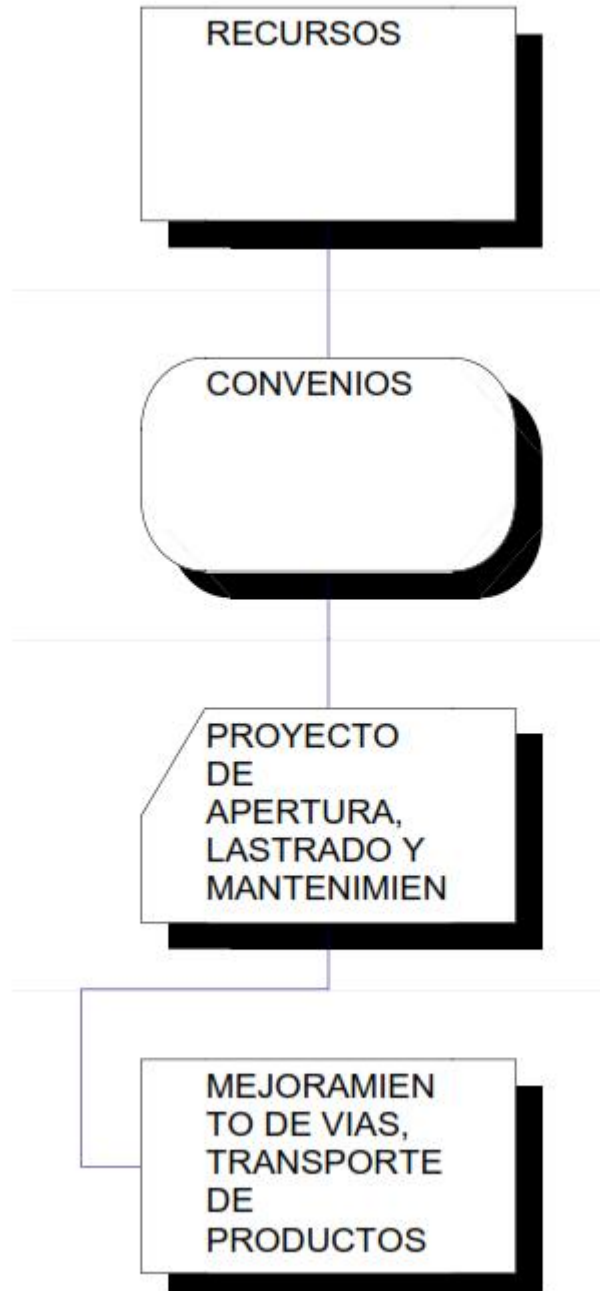 RECURSOS
CONVENIOS
PROYECTO
DE
APERTURA,
LASTRADO Y
MANTENIMIEN
MEJORAMIEN
TO DE VIAS,
TRANSPORTE
DE
PRODUCTOS